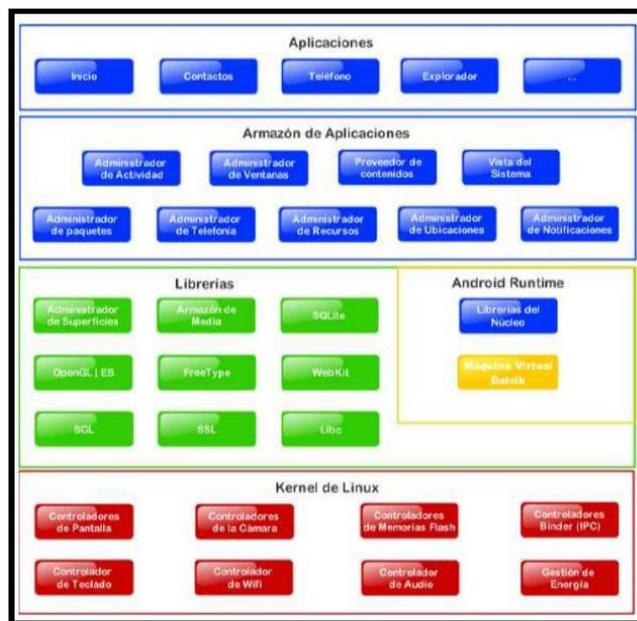 Aplicaciones
Inicio
Contactos
Teléfono
Explorador
...
Armazón de Aplicaciones
Administrador
de Actividad
Administrador
de Ventanas
Proveedor de
contenidos
Vista del
Sistema
Administrador
de paquetes
Administrador
de Telefonía
Administrador
de Recursos
Administrador
de Ubicaciones
Administrador
de Notificaciones
Librerías
Administrador
de Superficies
Armazón de
Media
SQLite
OpenGL | ES
FreeType
WebKit
SGL
SSL
Libc
Android Runtime
Librerías del
Núcleo
Máquina Virtual
Dalvik
Kernel de Linux
Controladores
de Pantalla
Controladores
de la Cámara
Controladores
de Memorias Flash
Controladores
Binder (IPC)
Controlador
de Teclado
Controlador
de Wifi
Controlador
de Audio
Gestión de
Energía